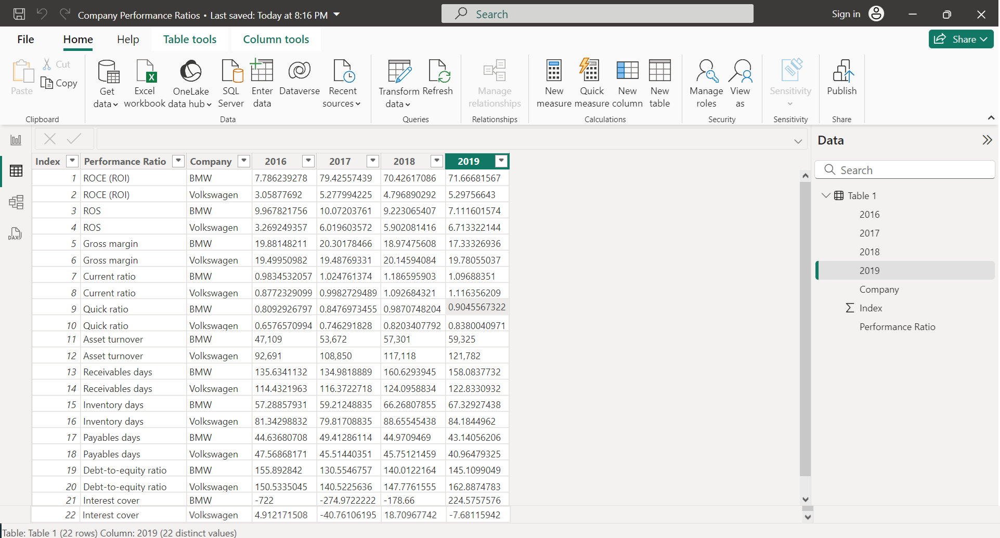 Company Performance Ratios • Last saved: Today at 8:16 PM
Search
Sign in
File Home Help Table tools Column tools
Share
Paste
Cut
Copy
Clipboard
Get data
Excel workbook
OneLake data hub
SQL Server
Enter data
Dataverse
Recent sources
Data
Transform data
Refresh
Queries
Manage relationships
Relationships
New measure
Quick measure
New column
New table
Calculations
Manage roles
View as
Security
Sensitivity
Sensitivity
Publish
Share
DAX
Index Performance Ratio Company 2016 2017 2018 2019
1 ROCE (ROI) BMW 7.786239278 79.42557439 70.42617086 71.66681567
2 ROCE (ROI) Volkswagen 3.05877692 5.277994225 4.796890292 5.29756643
3 ROS BMW 9.967821756 10.07203761 9.223065407 7.111601574
4 ROS Volkswagen 3.269249357 6.019603572 5.902081416 6.713322144
5 Gross margin BMW 19.88148211 20.30178466 18.97475608 17.33326936
6 Gross margin Volkswagen 19.49950982 19.48769331 20.14594084 19.78055037
7 Current ratio BMW 0.9834532057 1.024761374 1.186595903 1.09688351
8 Current ratio Volkswagen 0.8772329099 0.9982729489 1.092684321 1.116356209
9 Quick ratio BMW 0.8092926797 0.8476973455 0.9870748204 0.9045567322
10 Quick ratio Volkswagen 0.6576570994 0.746291828 0.8203407792 0.8380040971
11 Asset turnover BMW 47,109 53,672 57,301 59,325
12 Asset turnover Volkswagen 92,691 108,850 117,118 121,782
13 Receivables days BMW 135.6341132 134.9818889 160.6293945 158.0837732
14 Receivables days Volkswagen 114.4321963 116.3722718 124.0958834 122.8330932
15 Inventory days BMW 57.28857931 59.21248835 66.26807855 67.32927438
16 Inventory days Volkswagen 81.34298832 79.81708835 88.65545438 84.1844962
17 Payables days BMW 44.63680708 49.41286114 44.9709469 43.14056206
18 Payables days Volkswagen 47.56868171 45.51440351 45.75121459 40.96479325
19 Debt-to-equity ratio BMW 155.892842 130.5546757 140.0122164 145.1099049
20 Debt-to-equity ratio Volkswagen 150.5335045 140.5225636 147.7761555 162.8874783
21 Interest cover BMW -722 -274.9722222 -178.66 224.5757576
22 Interest cover Volkswagen 4.912171508 -40.76106195 18.70967742 -7.68115942
Data
Search
Table 1
2016
2017
2018
2019
Company
Index
Performance Ratio
Table: Table 1 (22 rows) Column: 2019 (22 distinct values)